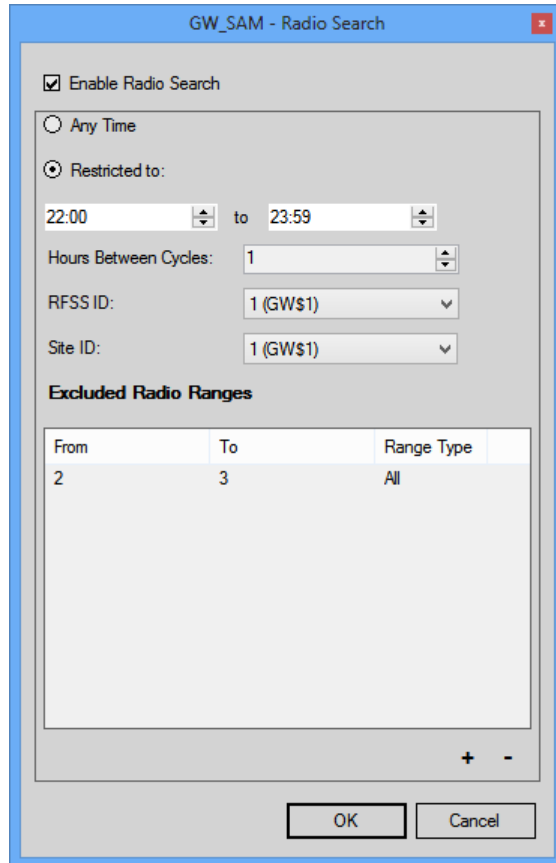 GW_SAM - Radio Search
x
Enable Radio Search
Any Time
Restricted to:
22:00 to 23:59
Hours Between Cycles: 1
RFSS ID: 1 (GW$1)
Site ID: 1 (GW$1)
Excluded Radio Ranges
From To Range Type
2 3 All
+ -
OK Cancel